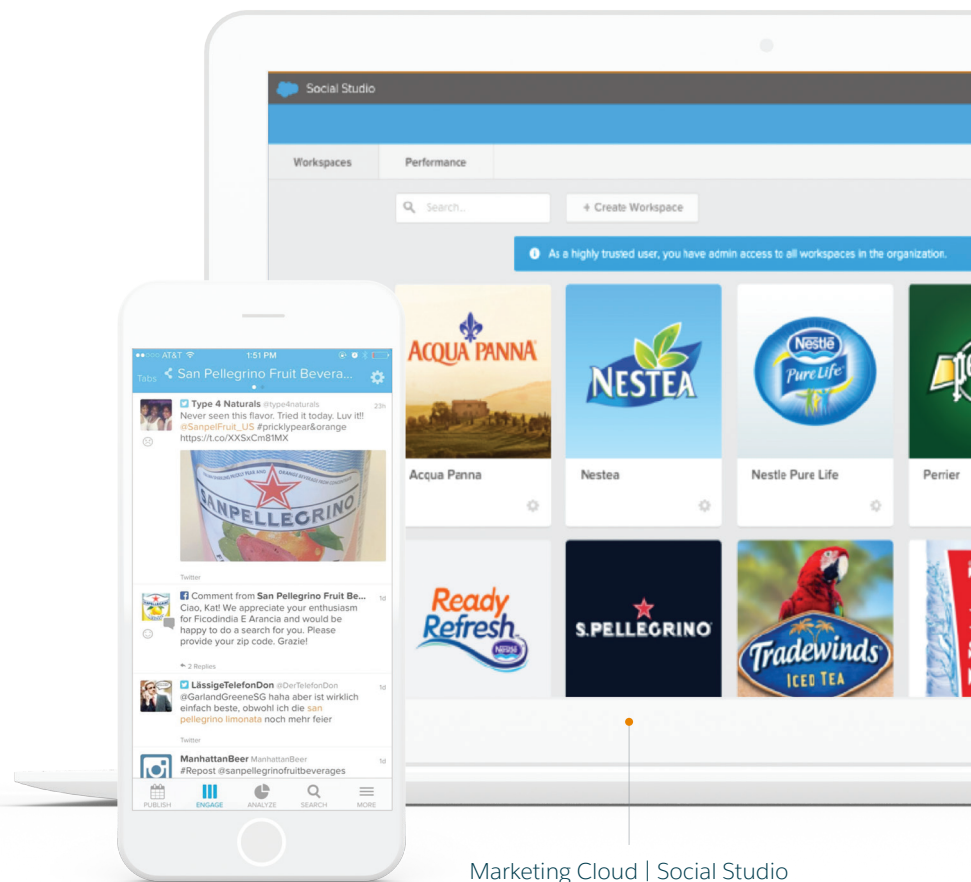 Social Studio
Workspaces
Performance
Search...
+ Create Workspace
As a highly trusted user, you have admin access to all workspaces in the organization.
ACQUA PANNA
Acqua Panna
NESTEA
Nestea
Nestlé
Pure Life
Nestle Pure Life
Perrier
Ready
Refresh
Nestlé
S.PELLEGRINO
Tradewinds
ICED TEA
AT&T
1:51 PM
Tabs
San Pellegrino Fruit Bevera...
Type 4 Naturals @type4naturals
23h
Never seen this flavor. Tried it today. Luv it!!
@SanpelFruit_US #pricklypear&orange
https://t.co/XXSxCm81MX
SANPELLEGRINO
Twitter
Comment from San Pellegrino Fruit Be...
1d
Ciao, Kat! We appreciate your enthusiasm
for Ficodindia E Arancia and would be
happy to do a search for you. Please
provide your zip code. Grazie!
2 Replies
LässigeTelefonDon @DerTelefonDon
1d
@GarlandGreeneSG haha aber ist wirklich
einfach beste, obwohl ich die san
pellegrino limonata noch mehr feier
Twitter
ManhattanBeer ManhattanBeer
1d
#Repost @sanpellegrinofruitbeverages
PUBLISH
ENGAGE
ANALYZE
SEARCH
MORE
Marketing Cloud | Social Studio